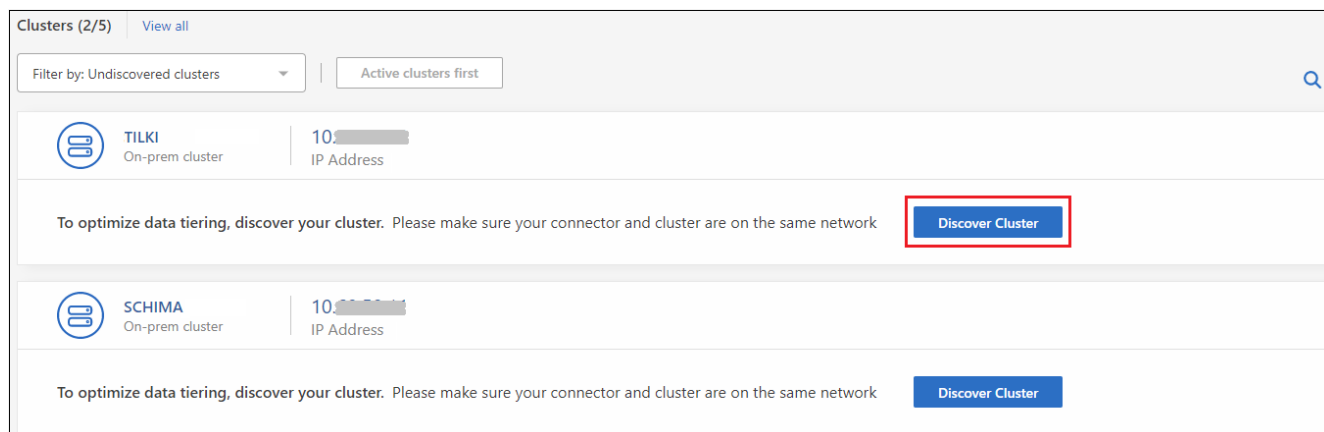 Clusters (2/5) View all
Filter by: Undiscovered clusters Active clusters first
TILKI 10.
On-prem cluster IP Address
To optimize data tiering, discover your cluster. Please make sure your connector and cluster are on the same network Discover Cluster
SCHIMA 10.
On-prem cluster IP Address
To optimize data tiering, discover your cluster. Please make sure your connector and cluster are on the same network Discover Cluster